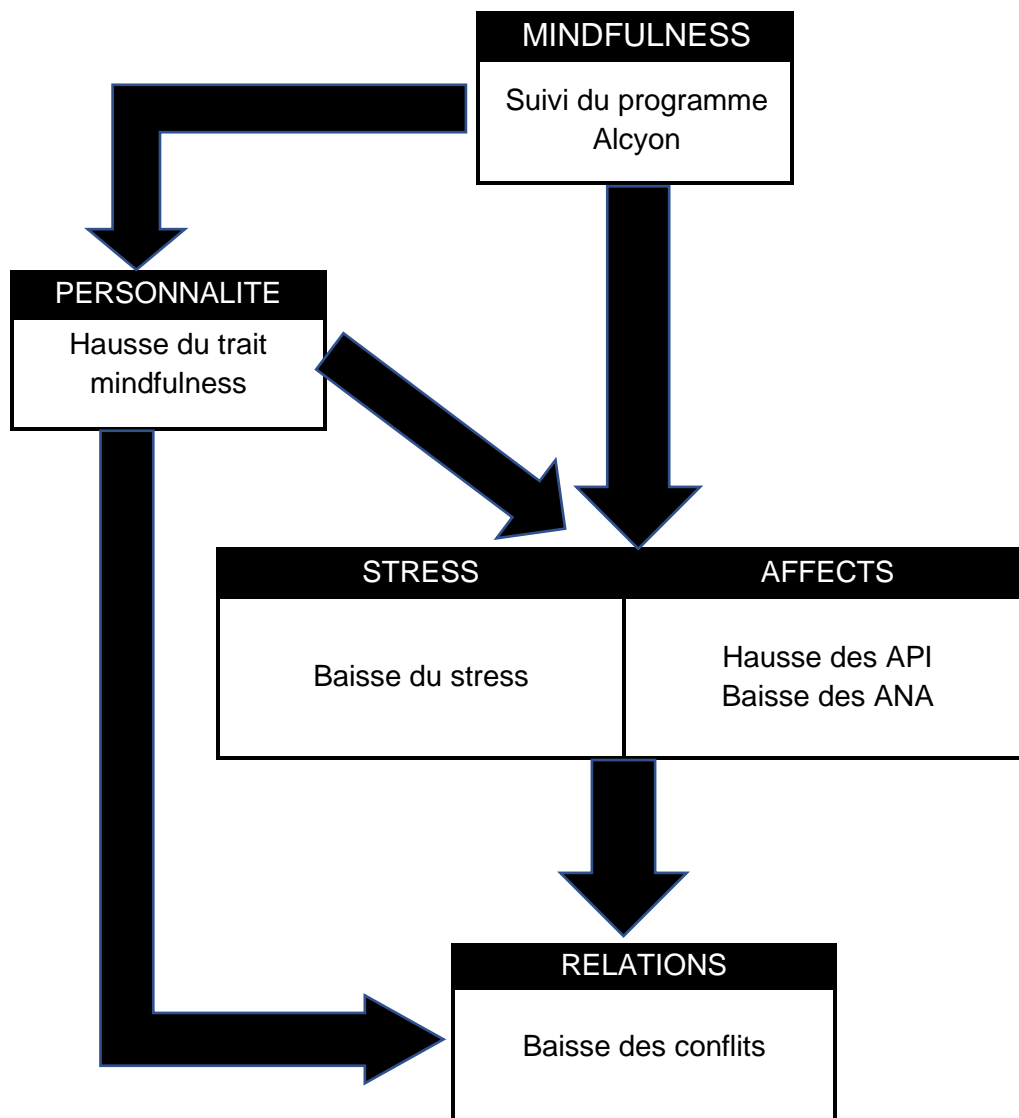 MINDFULNESS
Suivi du programme
Alcyon
PERSONNALITE
Hausse du trait
mindfulness
STRESS
AFFECTS
Baisse du stress
Hausse des API
Baisse des ANA
RELATIONS
Baisse des conflits